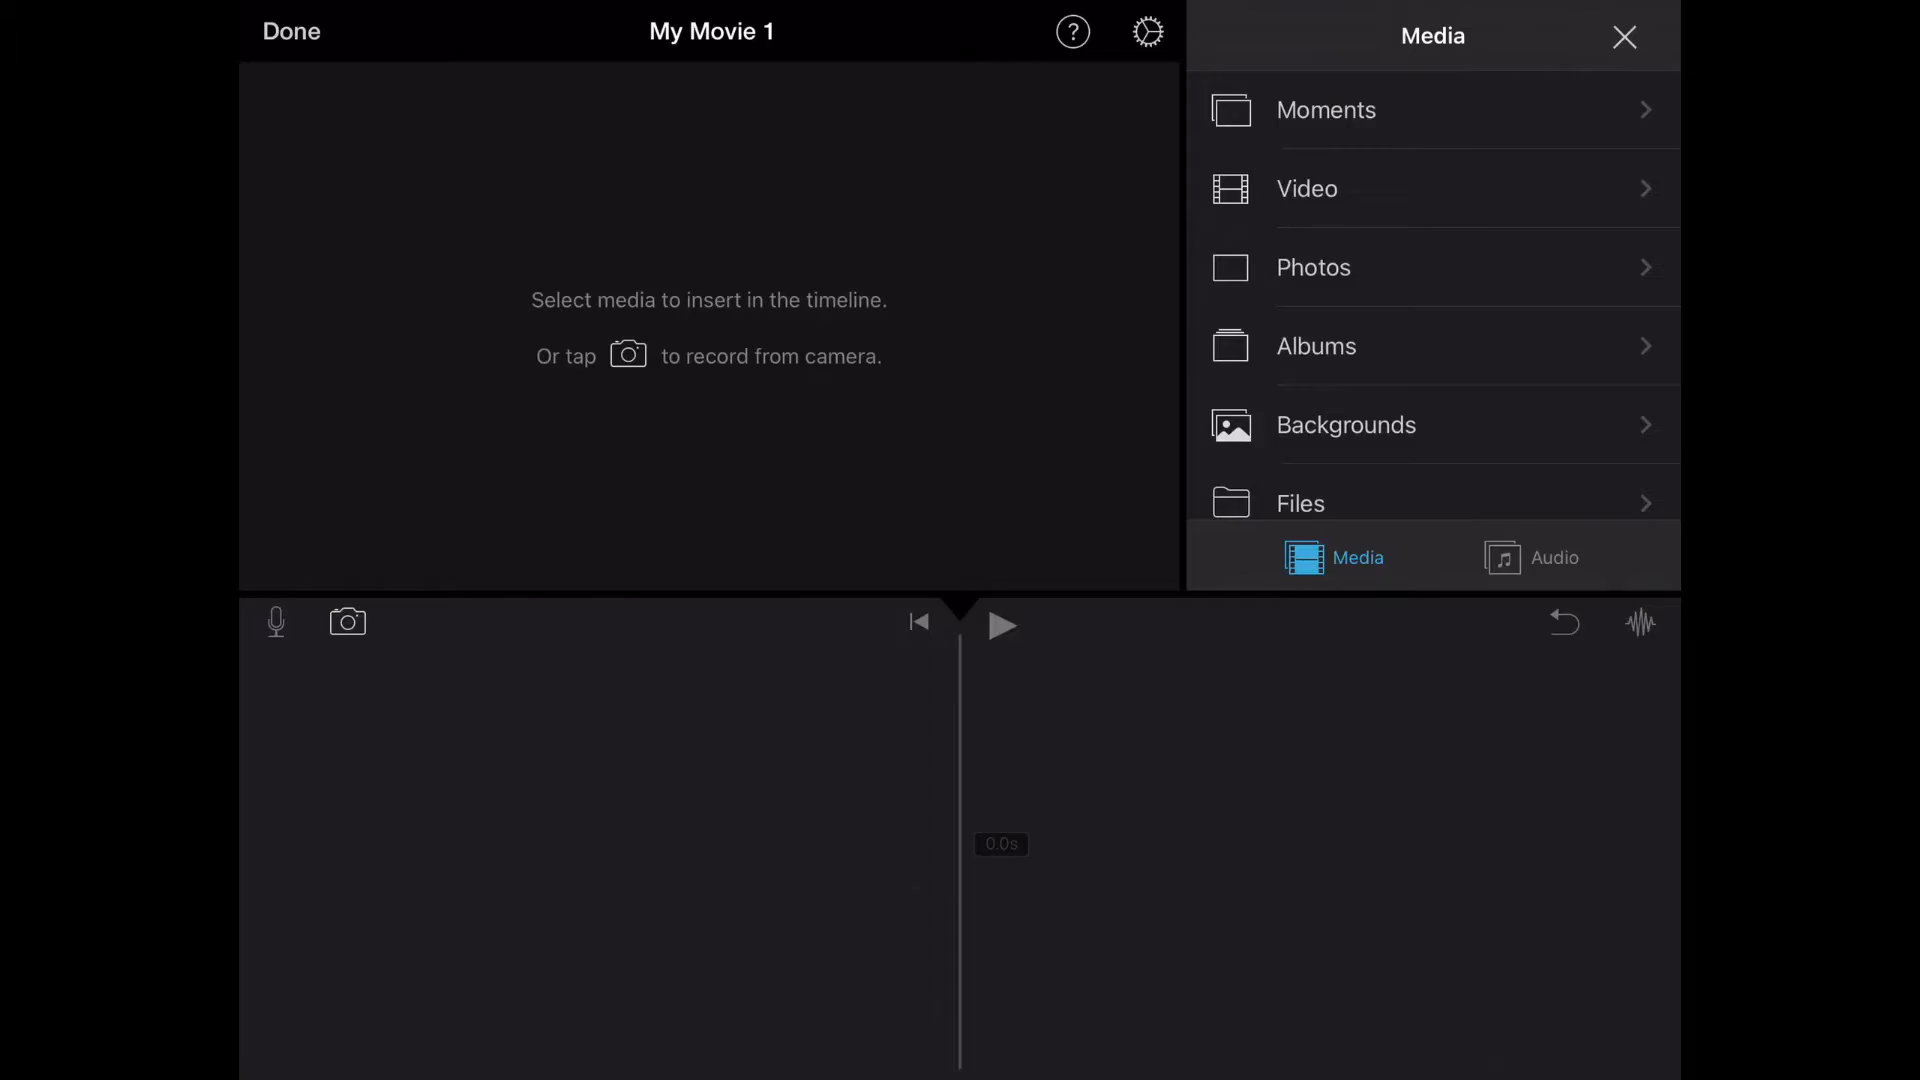 Done
My Movie 1
?
Select media to insert in the timeline.
Or tap to record from camera.
Media
Moments
Video
Photos
Albums
Backgrounds
Files
Media
Audio
0.0s